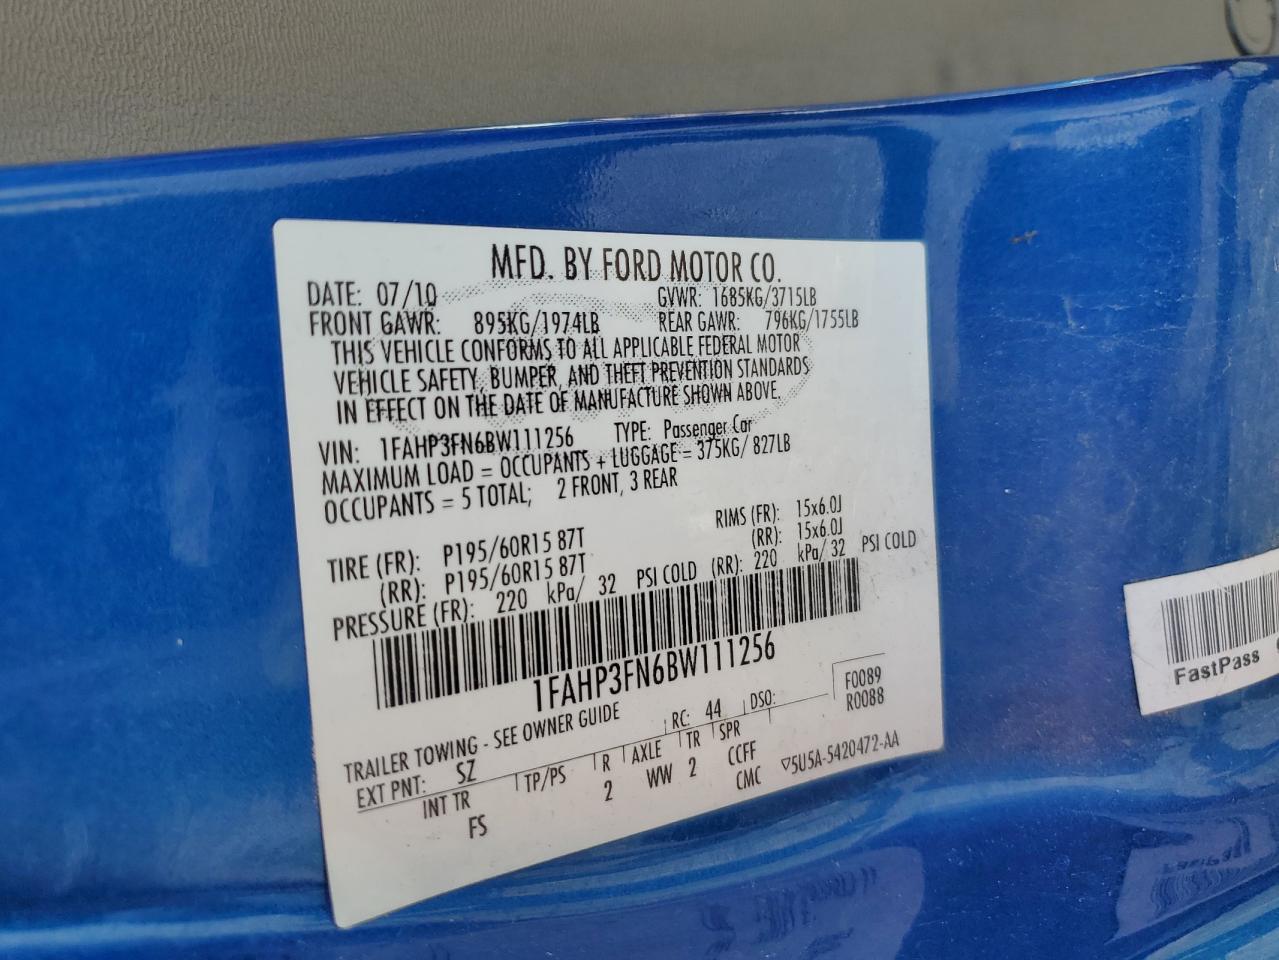 MFD. BY FORD MOTOR CO.
DATE: 07/10 GVWR: 1685KG/3715LB
FRONT GAWR: 895KG/1974LB REAR GAWR: 796KG/1755LB
THIS VEHICLE CONFORMS TO ALL APPLICABLE FEDERAL MOTOR
VEHICLE SAFETY, BUMPER, AND THEFT PREVENTION STANDARDS
IN EFFECT ON THE DATE OF MANUFACTURE SHOWN ABOVE.
VIN: 1FAHP3FN6BW111256 TYPE: Passenger Car
MAXIMUM LOAD = OCCUPANTS + LUGGAGE = 375KG/ 827LB
OCCUPANTS = 5 TOTAL; 2 FRONT, 3 REAR
TIRE (FR): P195/60R15 87T RIMS (FR): 15x6.0J
(RR): P195/60R15 87T (RR): 15x6.0J
PRESSURE (FR): 220 kPa/ 32 PSI COLD (RR): 220 kPa/ 32 PSI COLD
1FAHP3FN6BW111256
F0089
R0088
TRAILER TOWING - SEE OWNER GUIDE RC: 44 DSO:
EXT PNT: SZ TP/PS R AXLE TR SPR
INT TR 2 WW 2 CCFF
FS CMC ▽5U5A-5420472-AA
FastPass